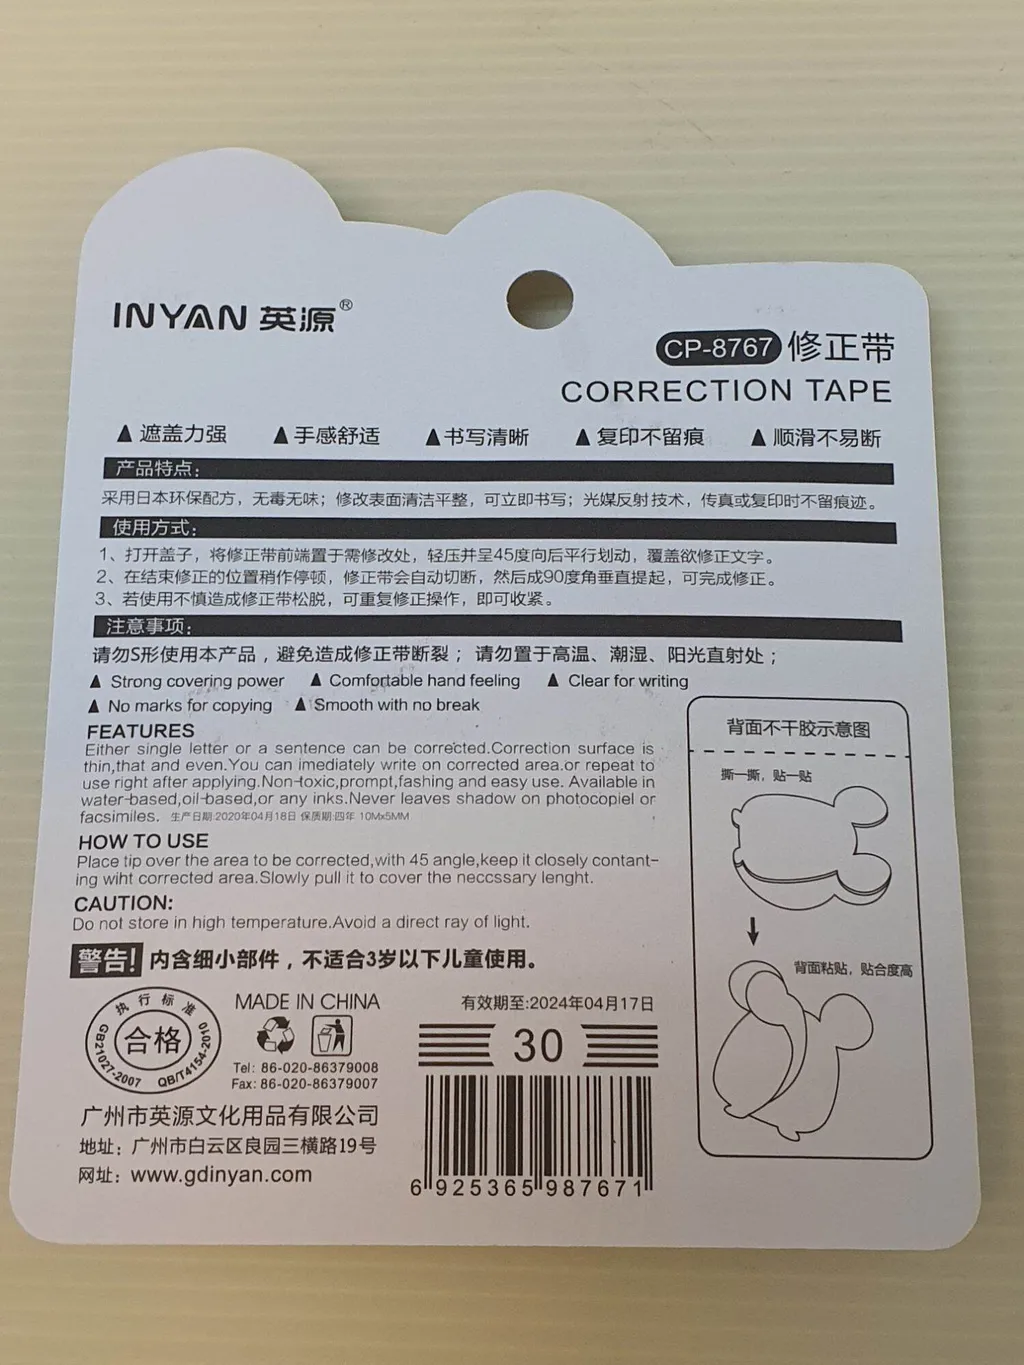 INYAN 英源®
CP-8767 修正带
CORRECTION TAPE
▲ 遮盖力强 ▲ 手感舒适 ▲ 书写清晰 ▲ 复印不留痕 ▲ 顺滑不易断
产品特点:
采用日本环保配方，无毒无味；修改表面清洁平整，可立即书写；光媒反射技术，传真或复印时不留痕迹。
使用方式:
1、打开盖子，将修正带前端置于需修改处，轻压并呈45度向后平行划动，覆盖欲修正文字。
2、在结束修正的位置稍作停顿，修正带会自动切断，然后成90度角垂直提起，可完成修正。
3、若使用不慎造成修正带松脱，可重复修正操作，即可收紧。
注意事项:
请勿S形使用本产品，避免造成修正带断裂；请勿置于高温、潮湿、阳光直射处；
▲ Strong covering power ▲ Comfortable hand feeling ▲ Clear for writing
▲ No marks for copying ▲ Smooth with no break
FEATURES
Either single letter or a sentence can be corrected.Correction surface is
thin,that and even.You can imediately write on corrected area.or repeat to
use right after applying.Non-toxic,prompt,fashing and easy use. Available in
water-based,oil-based,or any inks.Never leaves shadow on photocopiel or
facsimiles. 生产日期:2020年04月18日 保质期:四年 10Mx5MM
HOW TO USE
Place tip over the area to be corrected,with 45 angle,keep it closely contant-
ing wiht corrected area.Slowly pull it to cover the neccssary lenght.
CAUTION:
Do not store in high temperature.Avoid a direct ray of light.
警告! 内含细小部件，不适合3岁以下儿童使用。
背面不干胶示意图
撕一撕，贴一贴
背面粘贴，贴合度高
执行标准
合格
GB21027-2007 QB/T4154-2010
MADE IN CHINA
Tel: 86-020-86379008
Fax: 86-020-86379007
有效期至:2024年04月17日
30
6 925365 987671
广州市英源文化用品有限公司
地址：广州市白云区良园三横路19号
网址：www.gdinyan.com